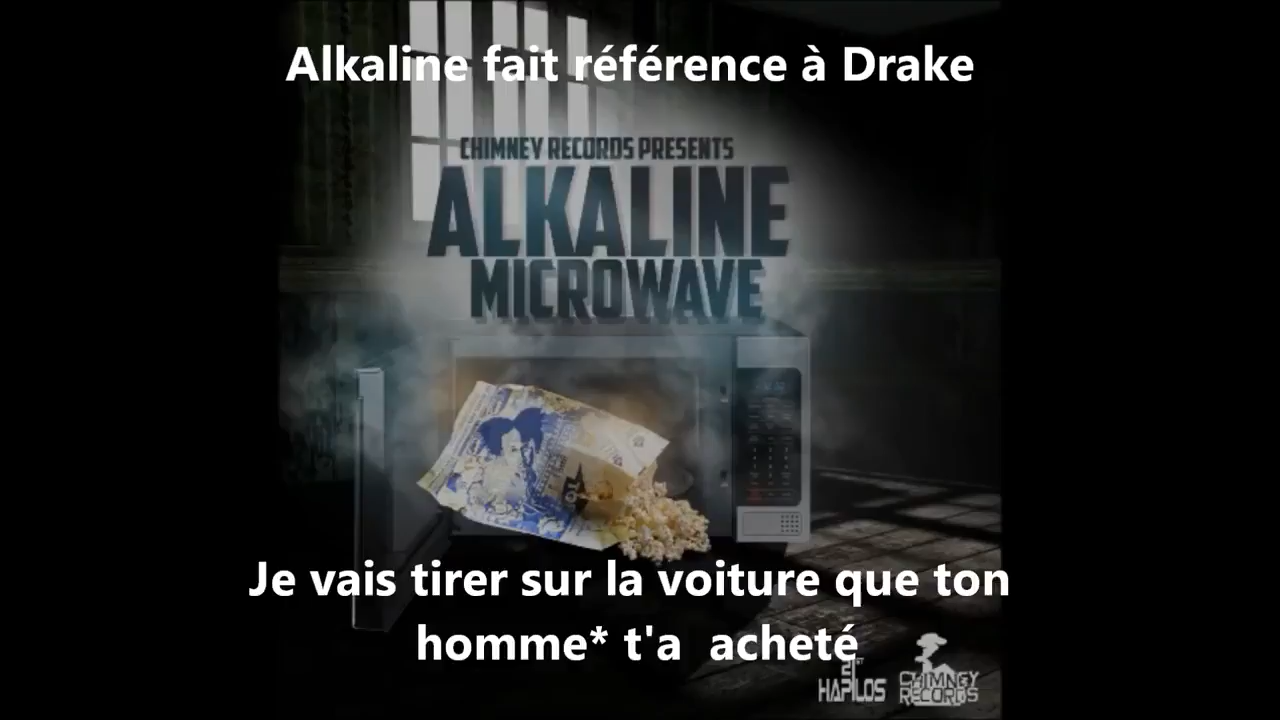 Alkaline fait référence à Drake
CHIMNEY RECORDS PRESENTS
ALKALINE
MICROWAVE
Je vais tirer sur la voiture que ton
homme* t'a  acheté
21ST
HAPILOS
CHIMNEY
RECORDS